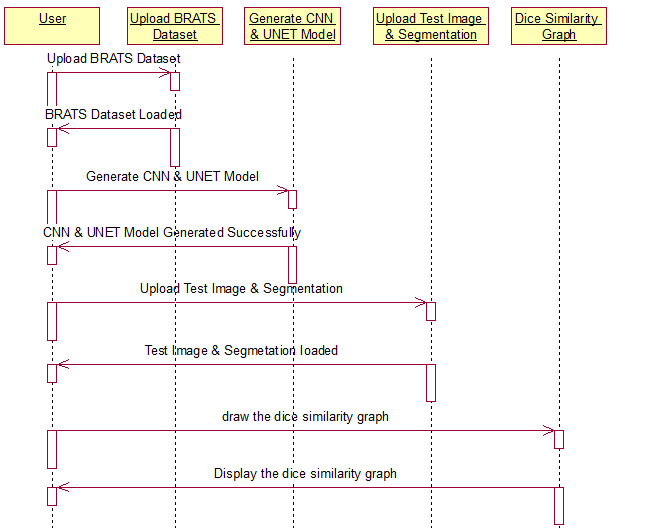 User
Upload BRATS
Dataset
Generate CNN
& UNET Model
Upload Test Image
& Segmentation
Dice Similarity
Graph
Upload BRATS Dataset
BRATS Dataset Loaded
Generate CNN & UNET Model
CNN & UNET Model Generated Successfully
Upload Test Image & Segmentation
Test Image & Segmetation loaded
draw the dice similarity graph
Display the dice similarity graph